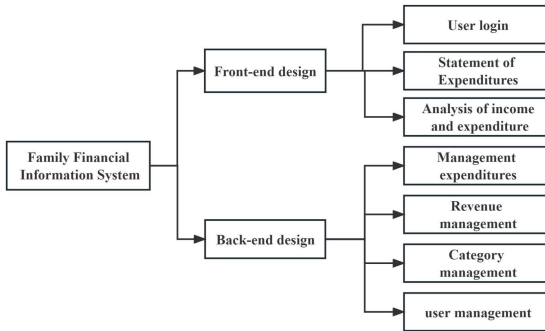 Family Financial
Information System
Front-end design
Back-end design
User login
Statement of
Expenditures
Analysis of income
and expenditure
Management
expenditures
Revenue
management
Category
management
user management